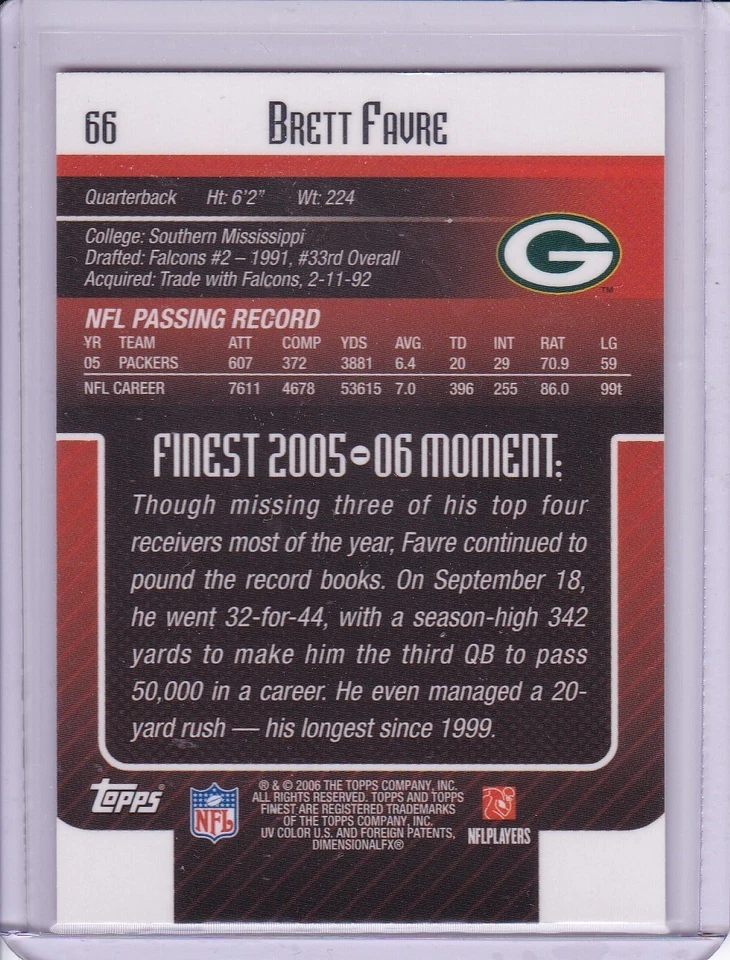 66 BRETT FAVRE
Quarterback Ht: 6'2" Wt: 224
College: Southern Mississippi
Drafted: Falcons #2 – 1991, #33rd Overall
Acquired: Trade with Falcons, 2-11-92
G
TM
NFL PASSING RECORD
YR TEAM ATT COMP YDS AVG. TD INT RAT LG
05 PACKERS 607 372 3881 6.4 20 29 70.9 59
NFL CAREER 7611 4678 53615 7.0 396 255 86.0 99t
FINEST 2005-06 MOMENT:
Though missing three of his top four
receivers most of the year, Favre continued to
pound the record books. On September 18,
he went 32-for-44, with a season-high 342
yards to make him the third QB to pass
50,000 in a career. He even managed a 20-
yard rush — his longest since 1999.
topps®
NFL
® & © 2006 THE TOPPS COMPANY, INC.
ALL RIGHTS RESERVED. TOPPS AND TOPPS
FINEST ARE REGISTERED TRADEMARKS
OF THE TOPPS COMPANY, INC.
UV COLOR U.S. AND FOREIGN PATENTS,
DIMENSIONALFX®
NFLPLAYERS